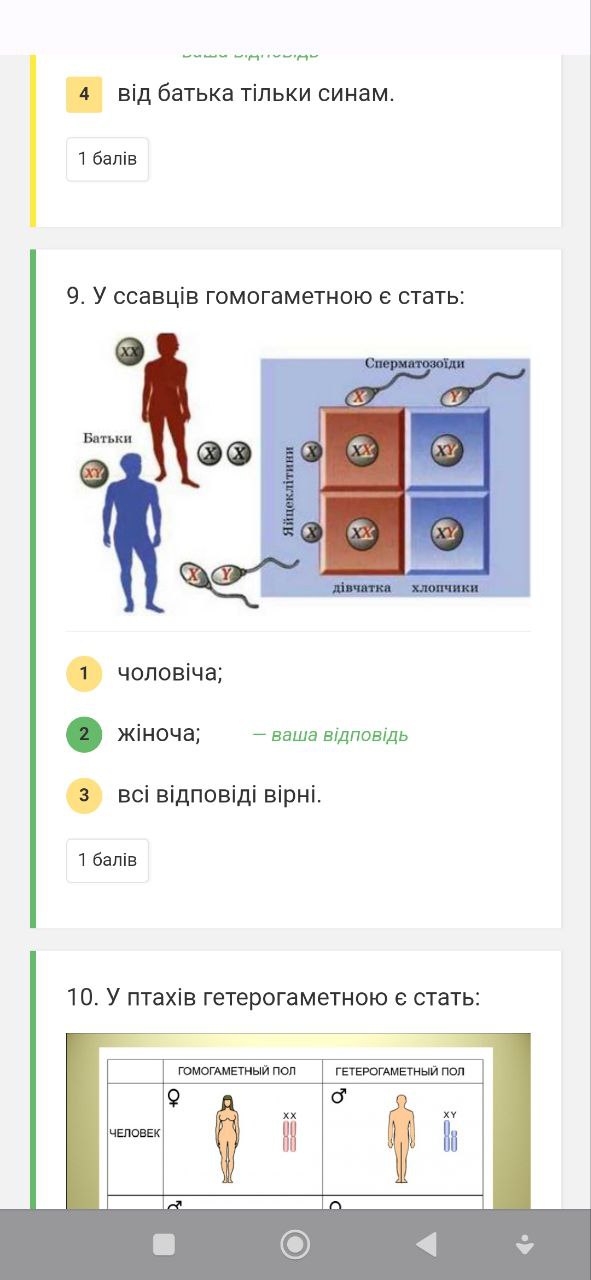 4 від батька тільки синам.
1 балів
9. У ссавців гомогаметною є стать:
XX
Сперматозоїди
X Y
Батьки
XY
X X
Яйцеклітини
X XX XY
X XX XY
X Y
дівчатка хлопчики
1 чоловіча;
2 жіноча; — ваша відповідь
3 всі відповіді вірні.
1 балів
10. У птахів гетерогаметною є стать:
ГОМОГАМЕТНЫЙ ПОЛ ГЕТЕРОГАМЕТНЫЙ ПОЛ
♀ ♂
XX XY
ЧЕЛОВЕК